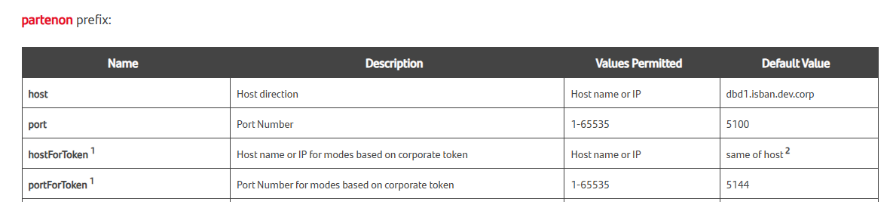 partenon prefix:
Name Description Values Permitted Default Value
host Host direction Host name or IP dbd1.isban.dev.corp
port Port Number 1-65535 5100
hostForToken 1 Host name or IP for modes based on corporate token Host name or IP same of host 2
portForToken 1 Port Number for modes based on corporate token 1-65535 5144